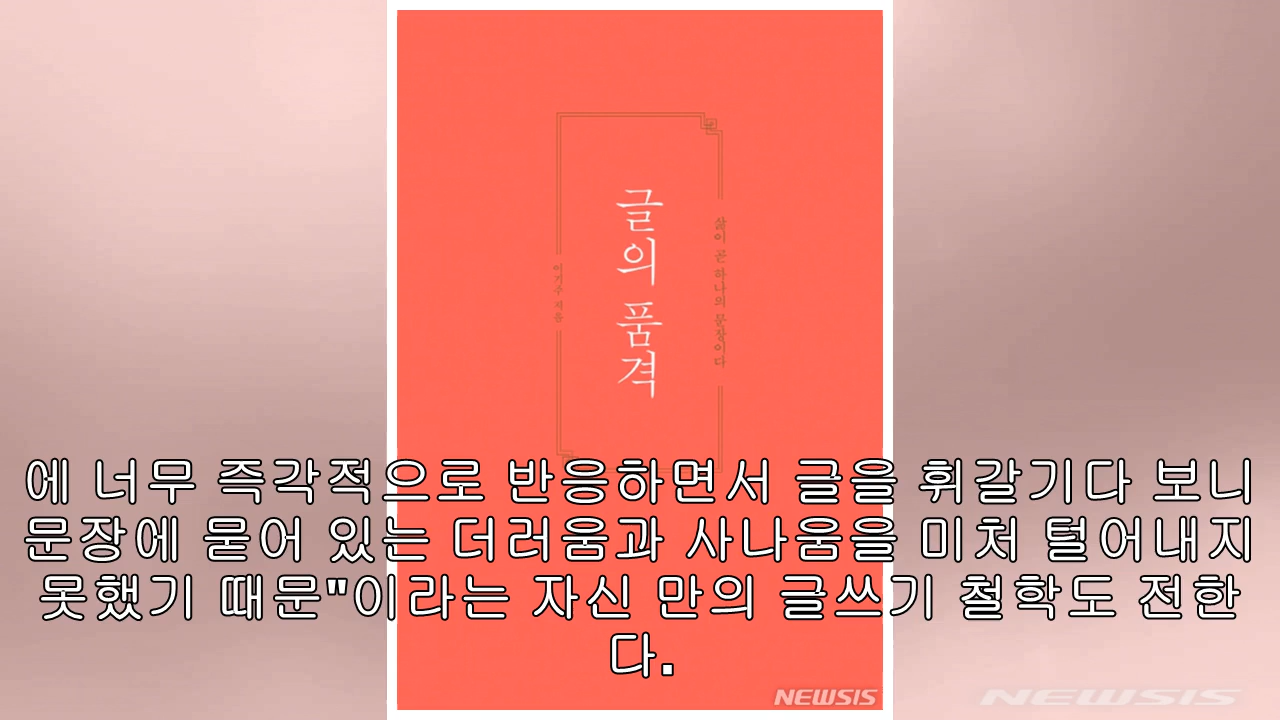 글의 품격
삶이 곧 하나의 문장이다
이기주 지음
에 너무 즉각적으로 반응하면서 글을 휘갈기다 보니
문장에 묻어 있는 더러움과 사나움을 미처 털어내지
못했기 때문"이라는 자신 만의 글쓰기 철학도 전한
다.
NEWSIS
NEWSIS